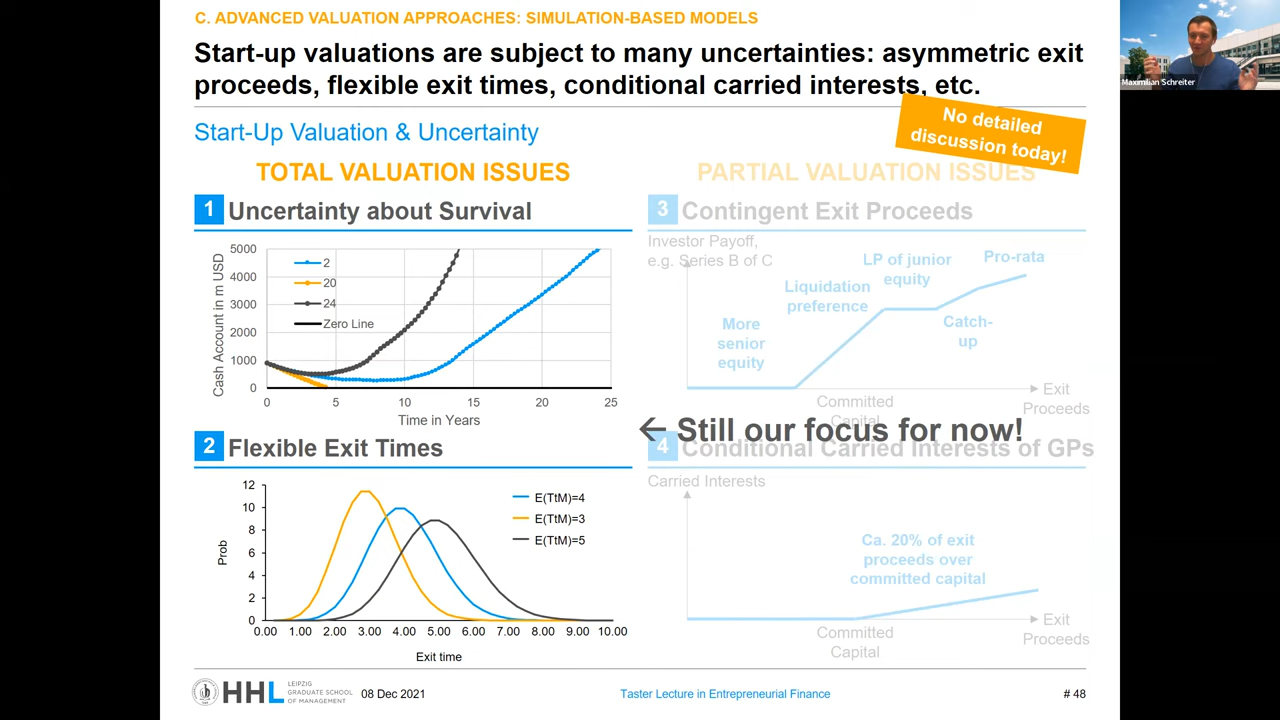 C. ADVANCED VALUATION APPROACHES: SIMULATION-BASED MODELS
Start-up valuations are subject to many uncertainties: asymmetric exit
proceeds, flexible exit times, conditional carried interests, etc.
Maximilian Schreiter
Start-Up Valuation & Uncertainty
No detailed
discussion today!
TOTAL VALUATION ISSUES
PARTIAL VALUATION ISSUES
1 Uncertainty about Survival
Cash Account in m USD
5000
4000
3000
2000
1000
0
2
20
24
Zero Line
0 5 10 15 20 25
Time in Years
3 Contingent Exit Proceeds
Investor Payoff,
e.g. Series B of C
More
senior
equity
Liquidation
preference
LP of junior
equity
Catch-
up
Pro-rata
Committed
Capital
Exit
Proceeds
← Still our focus for now!
2 Flexible Exit Times
Prob
12
10
8
6
4
2
0
E(TtM)=4
E(TtM)=3
E(TtM)=5
0.00 1.00 2.00 3.00 4.00 5.00 6.00 7.00 8.00 9.00 10.00
Exit time
4 Conditional Carried Interests of GPs
Carried Interests
Ca. 20% of exit
proceeds over
committed capital
Committed
Capital
Exit
Proceeds
HHL
LEIPZIG
GRADUATE SCHOOL
OF MANAGEMENT
08 Dec 2021
Taster Lecture in Entrepreneurial Finance
# 48